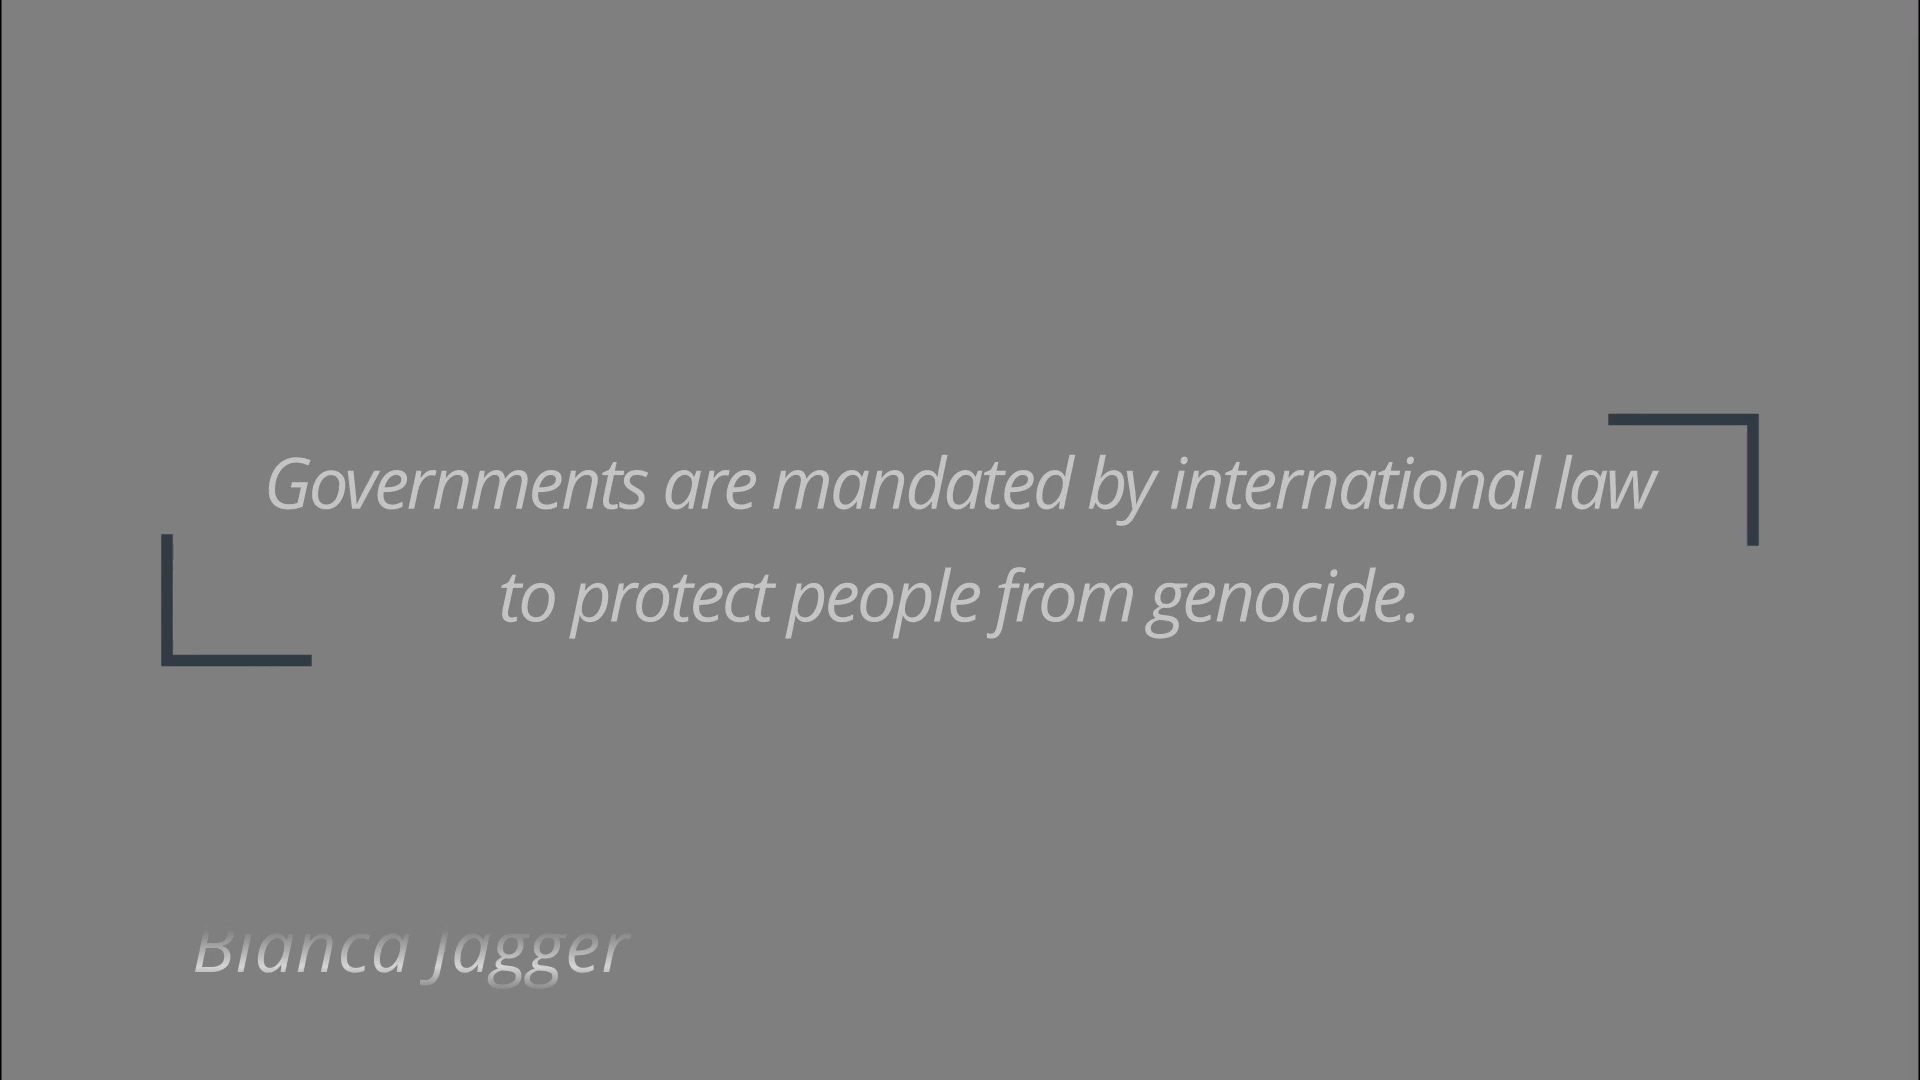 Governments are mandated by international law
to protect people from genocide.
Bianca Jagger